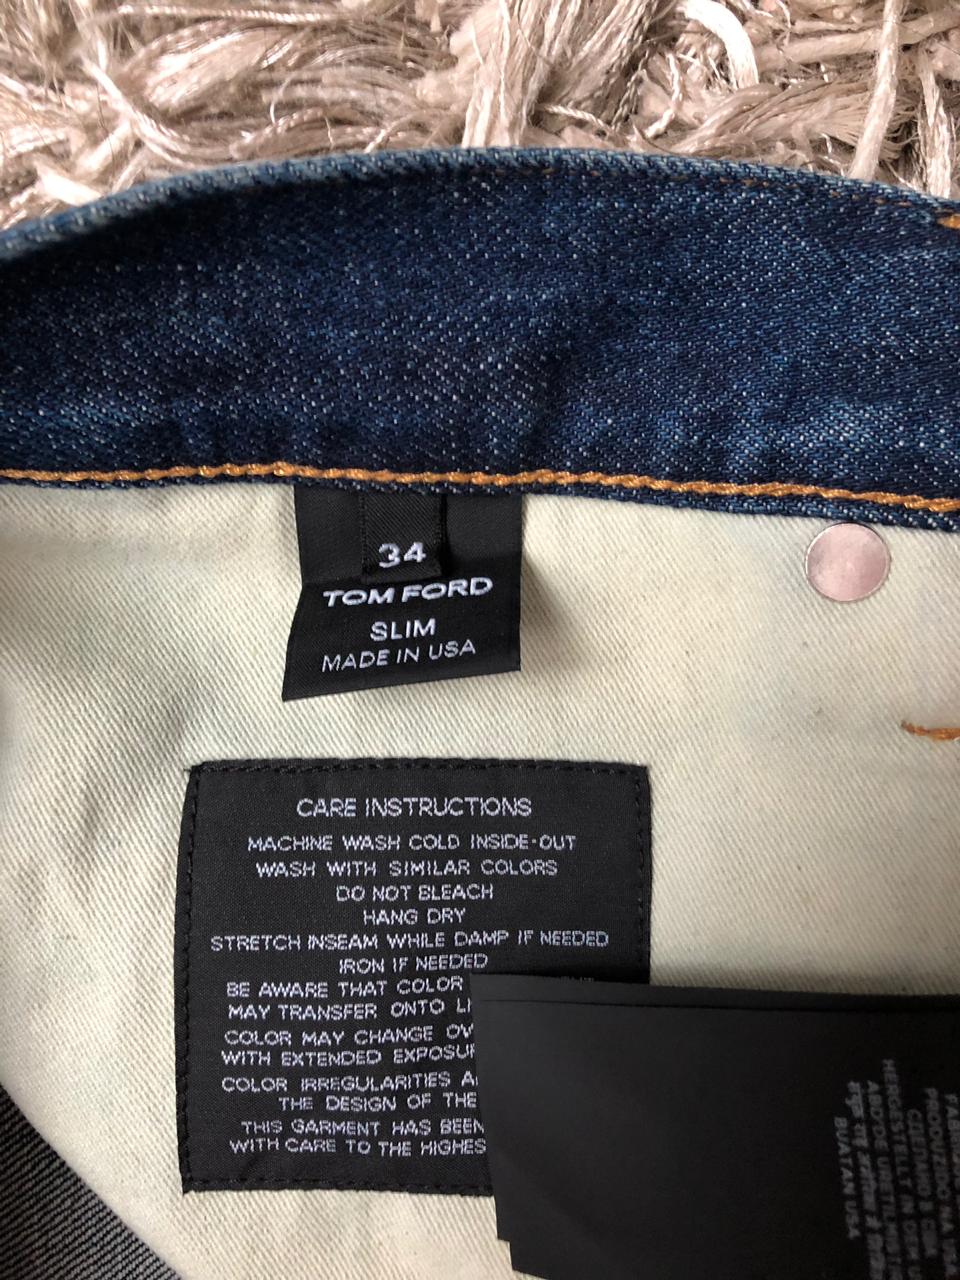 34
TOM FORD
SLIM
MADE IN USA
CARE INSTRUCTIONS
MACHINE WASH COLD INSIDE-OUT
WASH WITH SIMILAR COLORS
DO NOT BLEACH
HANG DRY
STRETCH INSEAM WHILE DAMP IF NEEDED
IRON IF NEEDED
BE AWARE THAT COLOR
MAY TRANSFER ONTO
COLOR MAY CHANGE
WITH EXTENDED
COLOR IRREGULARITIES
THE DESIGN OF THE
THIS GARMENT HAS BEEN
WITH CARE TO THE